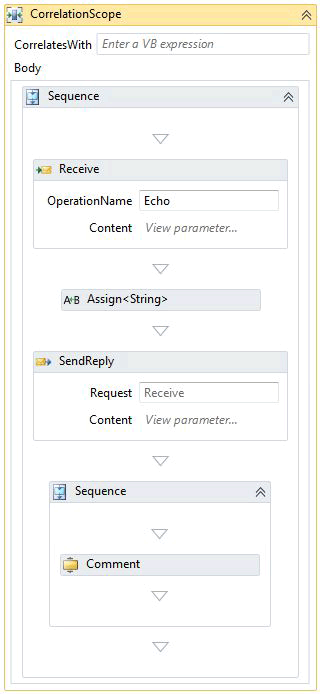 CorrelationScope
CorrelatesWith Enter a VB expression
Body
Sequence
Receive
OperationName Echo
Content View parameter...
A+B Assign<String>
SendReply
Request Receive
Content View parameter...
Sequence
Comment